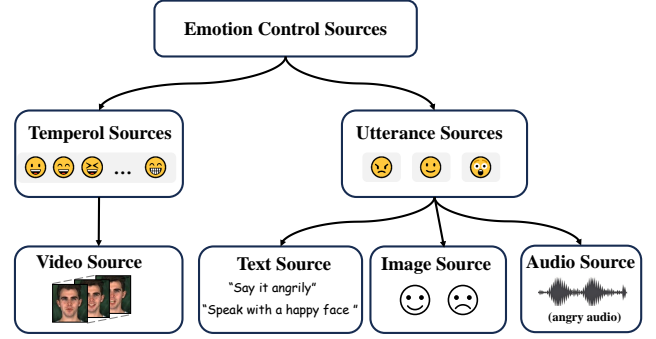 Emotion Control Sources
Temperol Sources
Utterance Sources
...
Video Source
Text Source
“Say it angrily”
“Speak with a happy face ”
Image Source
Audio Source
(angry audio)